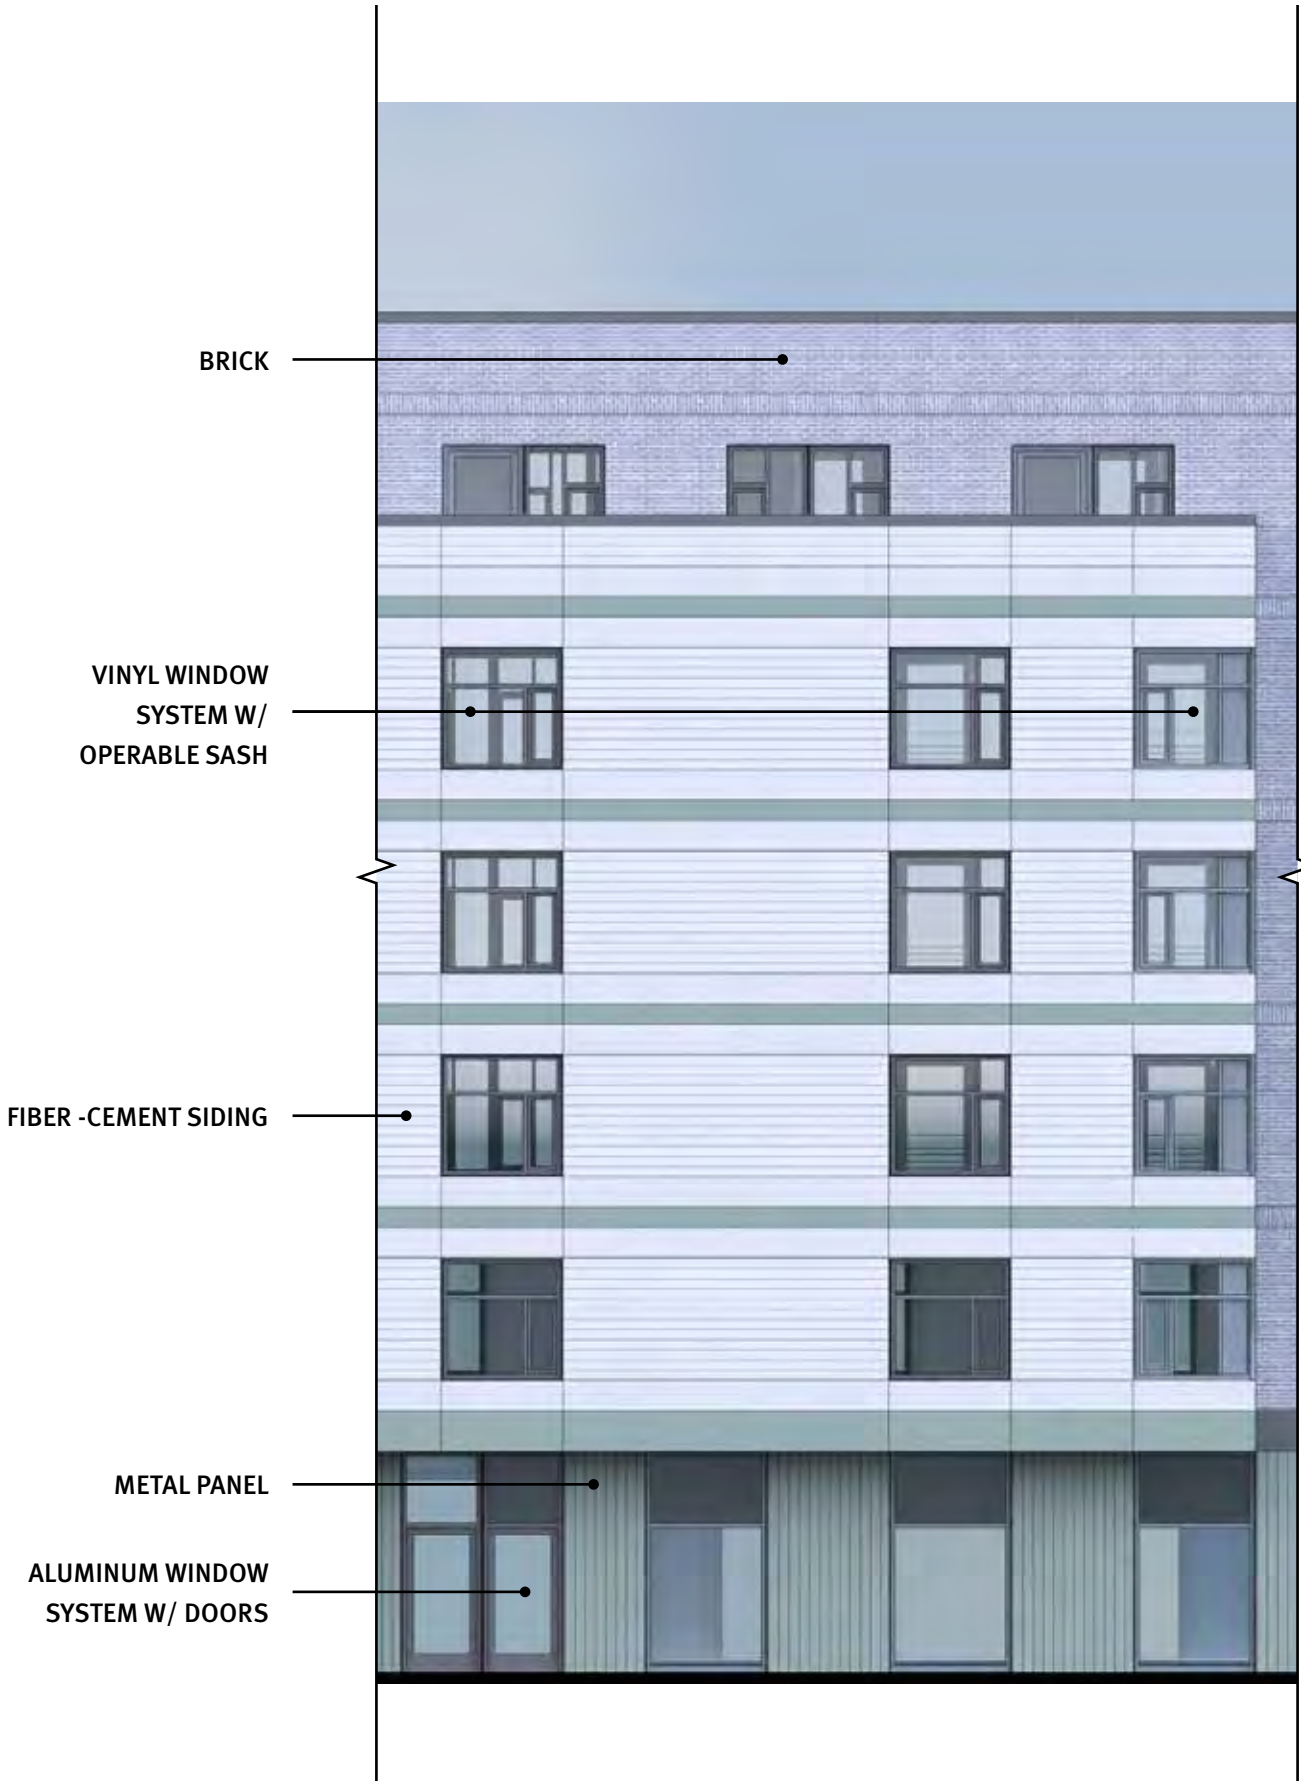 BRICK
VINYL WINDOW
SYSTEM W/
OPERABLE SASH
FIBER -CEMENT SIDING
METAL PANEL
ALUMINUM WINDOW
SYSTEM W/ DOORS